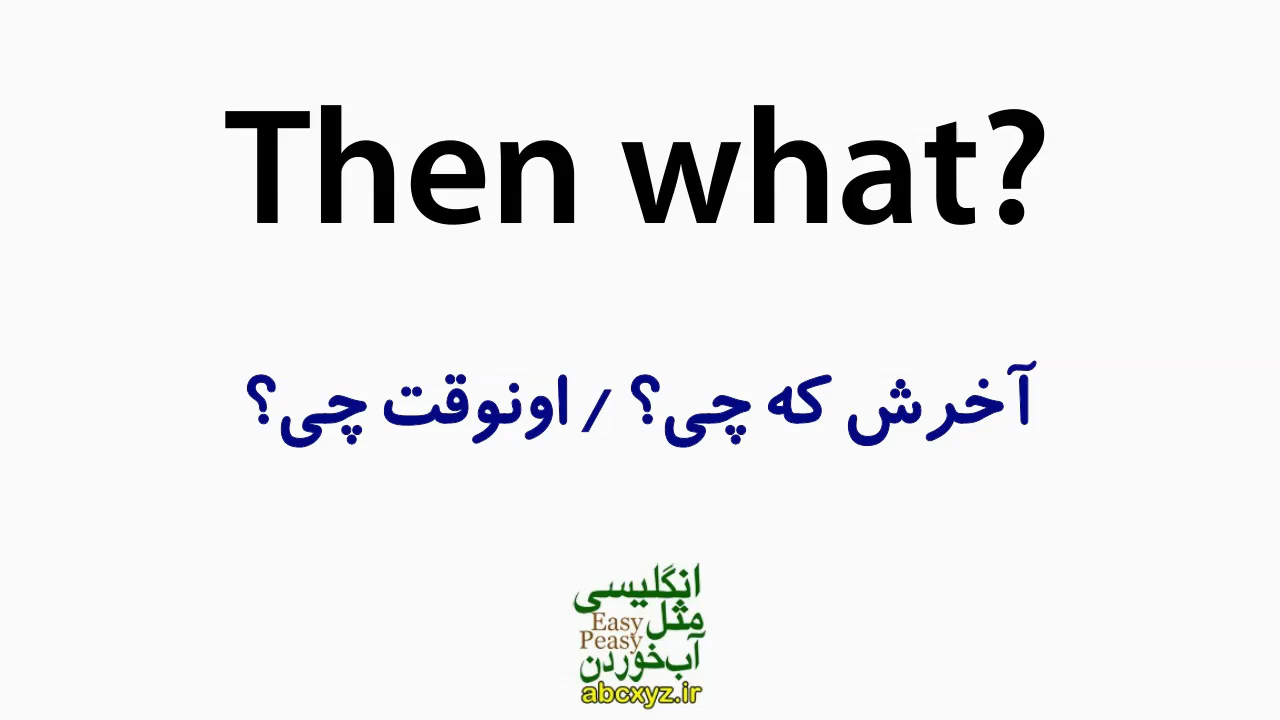 Then what?
آخرش که چی؟ / اونوقت چی؟
انگلیسی
مثل
Easy
Peasy
آب‌خوردن
abcxyz.ir